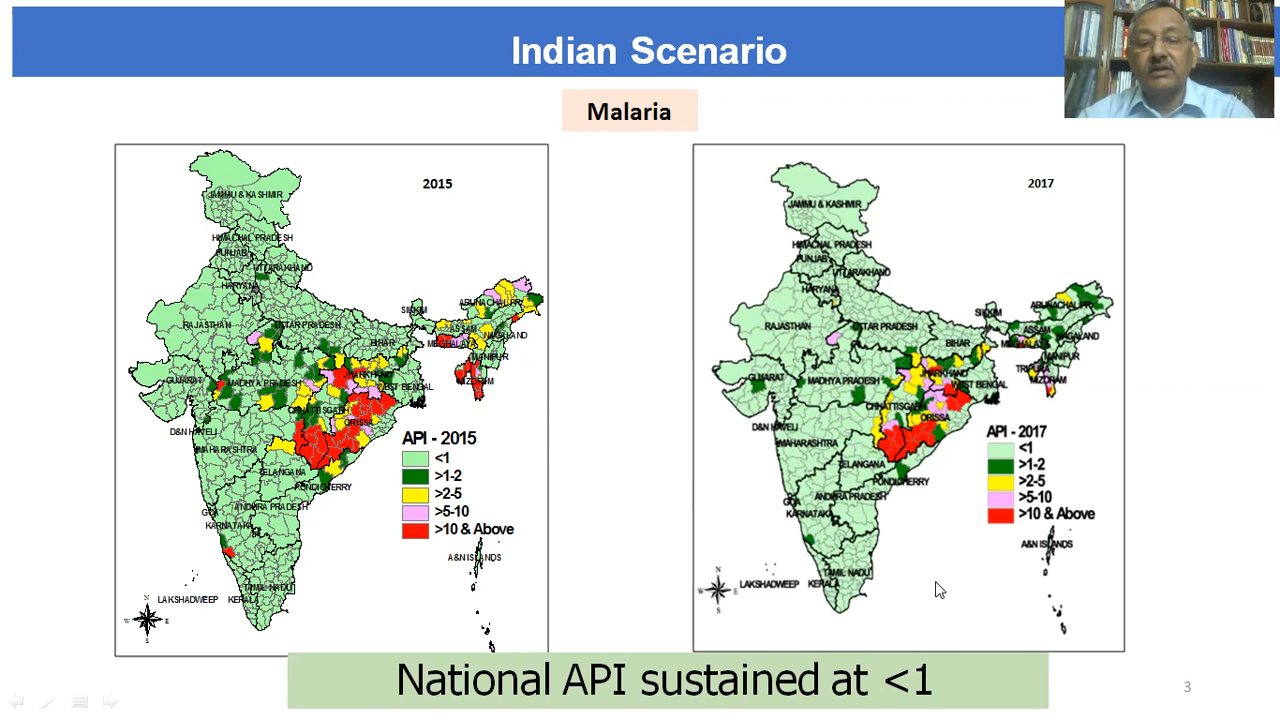 Indian Scenario
Malaria
2015
JAMMU & KASHMIR
HIMACHAL PRADESH
PUNJAB
UTTARAKHAND
HARYANA
SIKKIM
ARUNACHAL PR
RAJASTHAN
UTTAR PRADESH
ASSAM
NAGALAND
BIHAR
MEGHALAYA
MANIPUR
GUJARAT
MADHYA PRADESH
JHARKHAND
WEST BENGAL
MIZORAM
CHHATTISGARH
ORISSA
D&N HAVELI
MAHARASHTRA
TELANGANA
PONDICHERRY
GOA
ANDHRA PRADESH
KARNATAKA
TAMIL NADU
LAKSHADWEEP
KERALA
A&N ISLANDS
API - 2015
<1
>1-2
>2-5
>5-10
>10 & Above
N
W
E
S
2017
JAMMU & KASHMIR
HIMACHAL PRADESH
PUNJAB
UTTARAKHAND
HARYANA
SIKKIM
ARUNACHAL PR
RAJASTHAN
UTTAR PRADESH
ASSAM
NAGALAND
BIHAR
MEGHALAYA
MANIPUR
TRIPURA
MIZORAM
GUJARAT
MADHYA PRADESH
JHARKHAND
WEST BENGAL
CHHATTISGARH
ORISSA
D&N HAVELI
MAHARASHTRA
TELANGANA
PONDICHERRY
GOA
ANDHRA PRADESH
KARNATAKA
TAMIL NADU
LAKSHADWEEP
KERALA
A&N ISLANDS
API - 2017
<1
>1-2
>2-5
>5-10
>10 & Above
N
W
E
S
National API sustained at <1
3